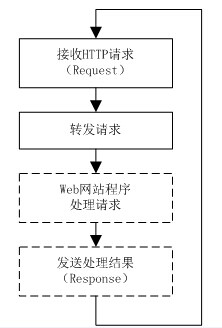 接收HTTP请求
（Request）
转发请求
Web网站程序
处理请求
发送处理结果
（Response）